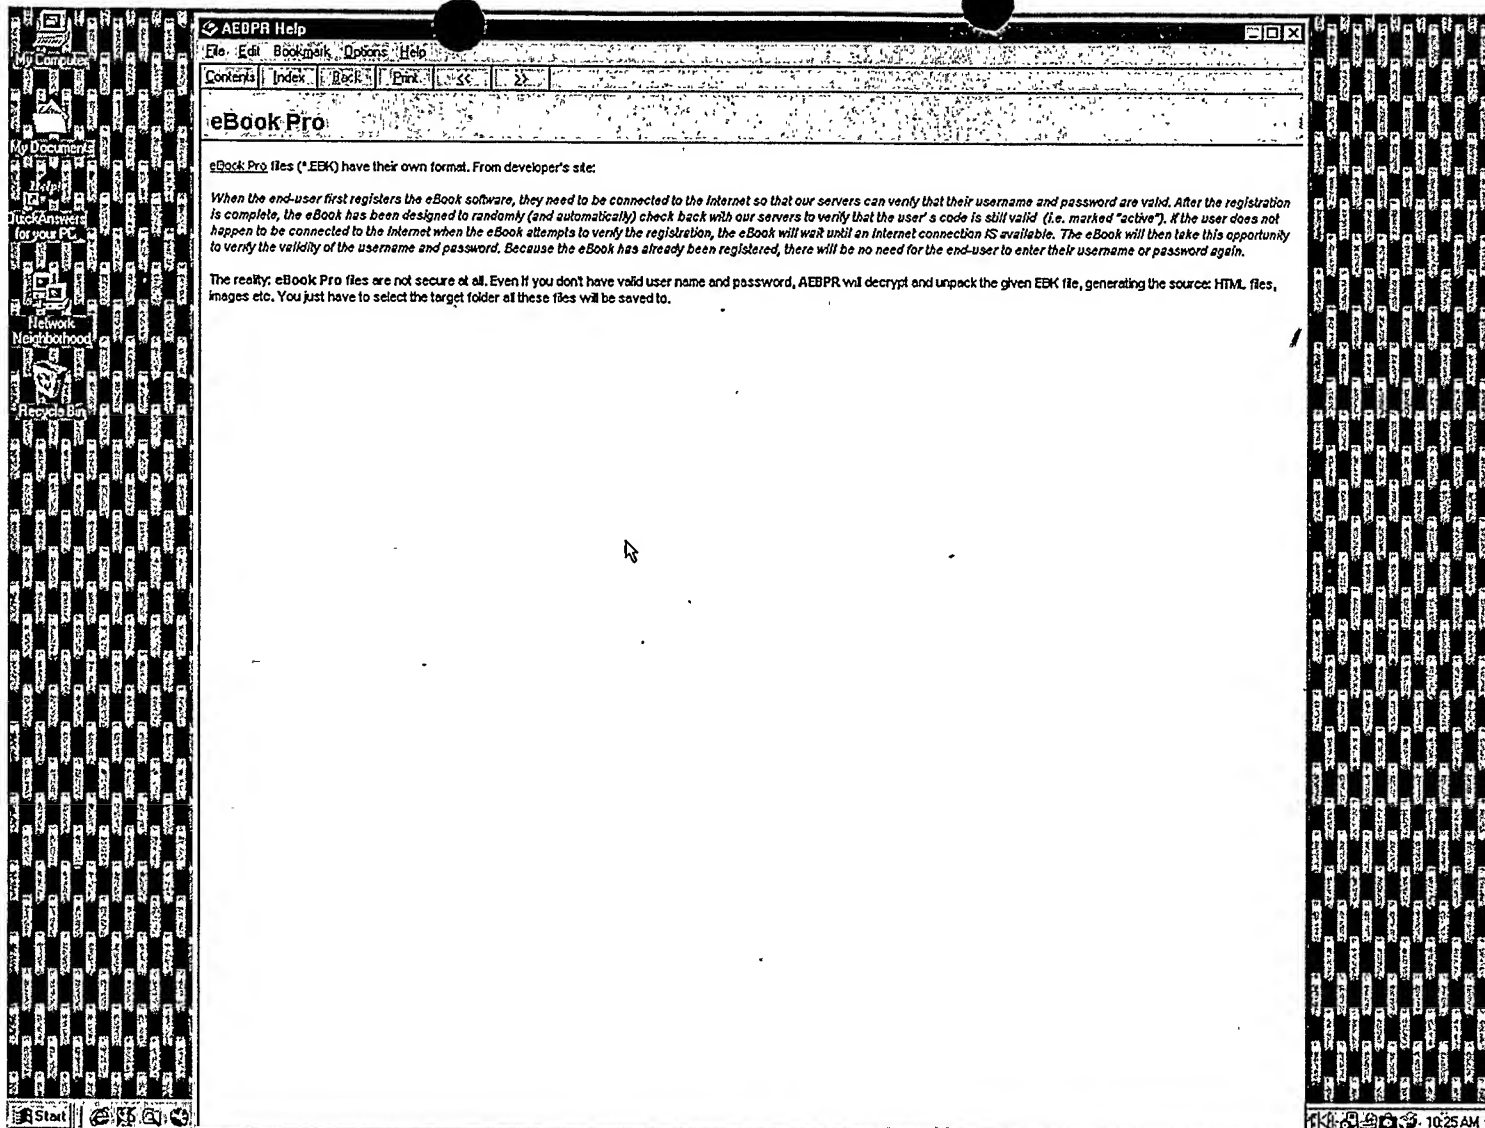 My Computer
My Documents
QuickAnswers
for your PC
Network
Neighborhood
Recycle Bin
AEBPR Help
File Edit Bookmark Options Help
Contents Index Back Print << >>
eBook Pro
eBook Pro files (*.EBK) have their own format. From developer's site:
When the end-user first registers the eBook software, they need to be connected to the Internet so that our servers can verify that their username and password are valid. After the registration
is complete, the eBook has been designed to randomly (and automatically) check back with our servers to verify that the user's code is still valid (i.e. marked "active"). If the user does not
happen to be connected to the Internet when the eBook attempts to verify the registration, the eBook will wait until an Internet connection IS available. The eBook will then take this opportunity
to verify the validity of the username and password. Because the eBook has already been registered, there will be no need for the end-user to enter their username or password again.
The reality: eBook Pro files are not secure at all. Even if you don't have valid user name and password, AEBPR will decrypt and unpack the given EBK file, generating the source: HTML files,
images etc. You just have to select the target folder all these files will be saved to.
Start
10:25 AM